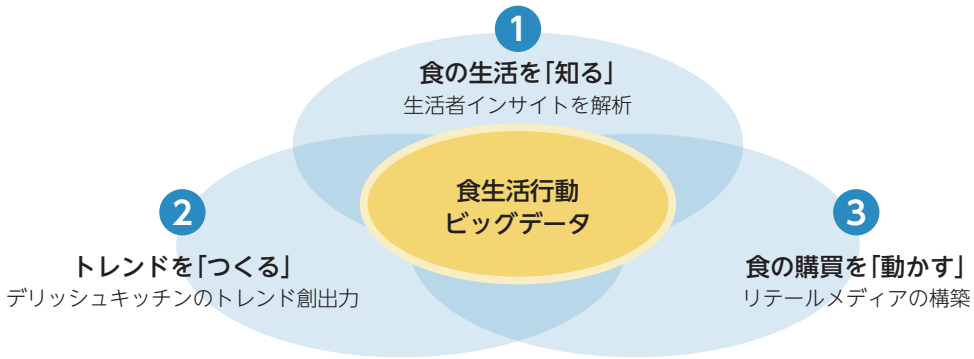 1
食の生活を「知る」
生活者インサイトを解析
食生活行動
ビッグデータ
2
トレンドを「つくる」
デリッシュキッチンのトレンド創出力
3
食の購買を「動かす」
リテールメディアの構築